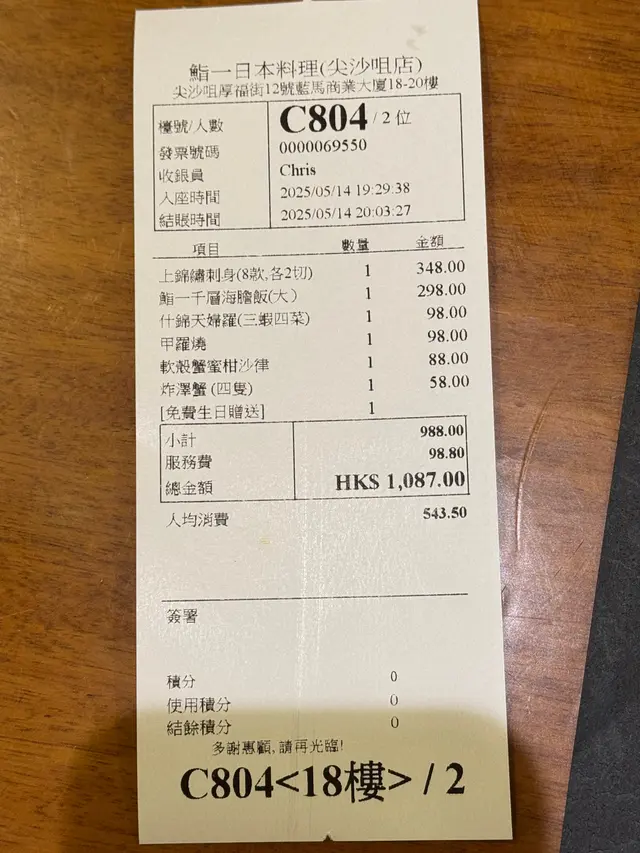 鮨一日本料理(尖沙咀店)
尖沙咀厚福街12號藍馬商業大廈18-20樓
檯號/人數 C804 / 2 位
發票號碼 0000069550
收銀員 Chris
入座時間 2025/05/14 19:29:38
結賬時間 2025/05/14 20:03:27
項目 數量 金額
上錦繡刺身(8款,各2切) 1 348.00
鮨一千層海膽飯(大) 1 298.00
什錦天婦羅(三蝦四菜) 1 98.00
甲羅燒 1 98.00
軟殼蟹蜜柑沙律 1 88.00
炸澤蟹 (四隻) 1 58.00
[免費生日贈送] 1
小計 988.00
服務費 98.80
總金額 HK$ 1,087.00
人均消費 543.50
簽署
積分 0
使用積分 0
結餘積分 0
多謝惠顧, 請再光臨!
C804<18樓> / 2